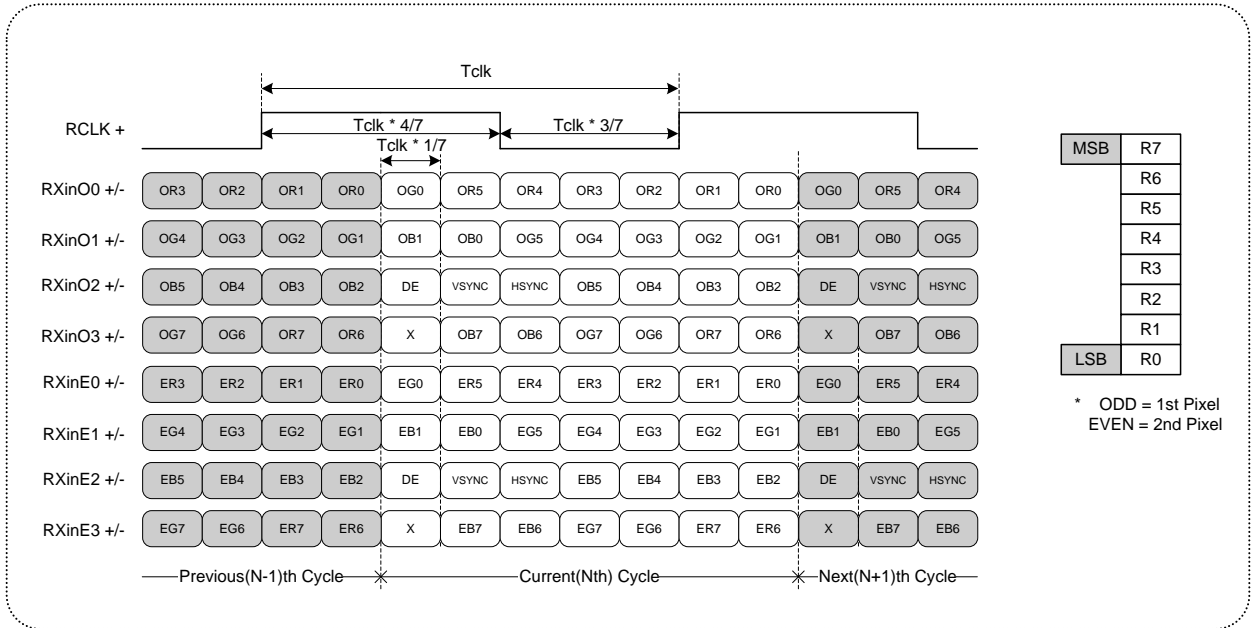 Tclk
RCLK +
Tclk * 4/7
Tclk * 3/7
Tclk * 1/7
RXinO0 +/- OR3 OR2 OR1 OR0 OG0 OR5 OR4 OR3 OR2 OR1 OR0 OG0 OR5 OR4
RXinO1 +/- OG4 OG3 OG2 OG1 OB1 OB0 OG5 OG4 OG3 OG2 OG1 OB1 OB0 OG5
RXinO2 +/- OB5 OB4 OB3 OB2 DE VSYNC HSYNC OB5 OB4 OB3 OB2 DE VSYNC HSYNC
RXinO3 +/- OG7 OG6 OR7 OR6 X OB7 OB6 OG7 OG6 OR7 OR6 X OB7 OB6
RXinE0 +/- ER3 ER2 ER1 ER0 EG0 ER5 ER4 ER3 ER2 ER1 ER0 EG0 ER5 ER4
RXinE1 +/- EG4 EG3 EG2 EG1 EB1 EB0 EG5 EG4 EG3 EG2 EG1 EB1 EB0 EG5
RXinE2 +/- EB5 EB4 EB3 EB2 DE VSYNC HSYNC EB5 EB4 EB3 EB2 DE VSYNC HSYNC
RXinE3 +/- EG7 EG6 ER7 ER6 X EB7 EB6 EG7 EG6 ER7 ER6 X EB7 EB6
Previous(N-1)th Cycle Current(Nth) Cycle Next(N+1)th Cycle
MSB R7
R6
R5
R4
R3
R2
R1
LSB R0
* ODD = 1st Pixel
EVEN = 2nd Pixel